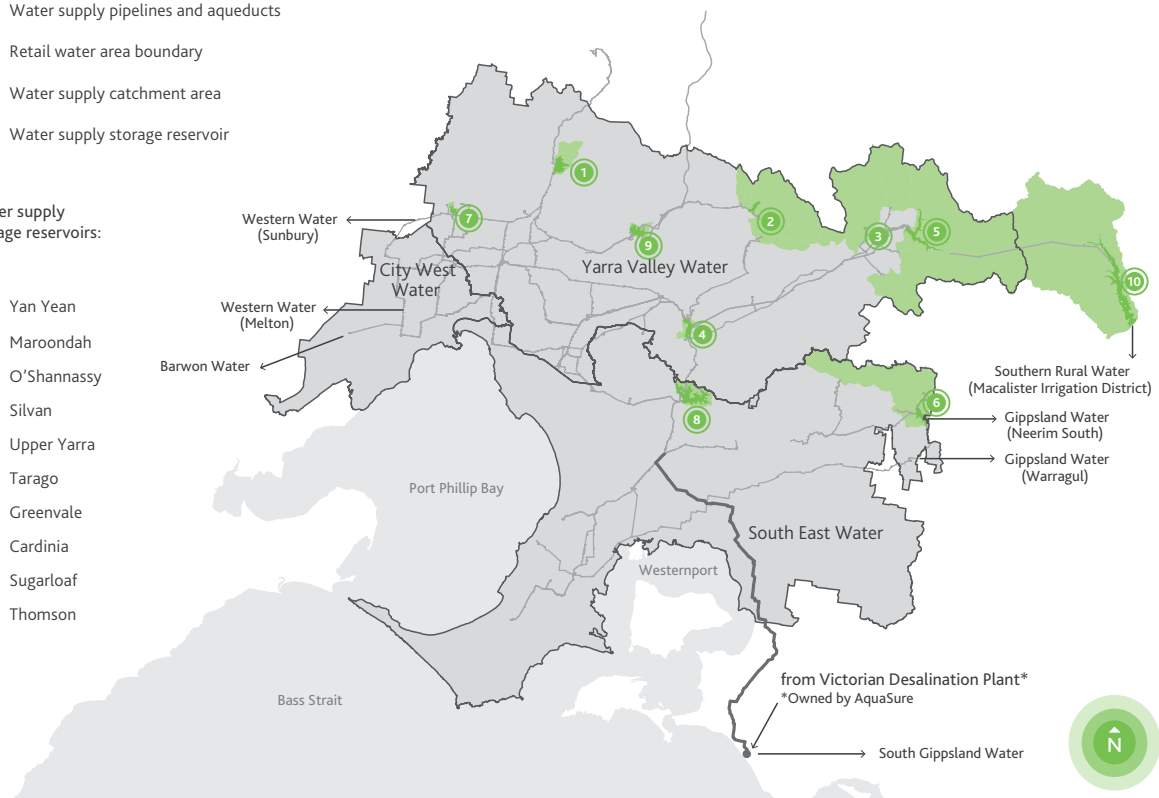 Water supply pipelines and aqueducts
Retail water area boundary
Water supply catchment area
Water supply storage reservoir
er supply
age reservoirs:
Yan Yean
Maroondah
O'Shannassy
Silvan
Upper Yarra
Tarago
Greenvale
Cardinia
Sugarloaf
Thomson
1
2
3
4
5
6
7
8
9
10
Western Water
(Sunbury)
City West
Water
Yarra Valley Water
Western Water
(Melton)
Barwon Water
Southern Rural Water
(Macalister Irrigation District)
Gippsland Water
(Neerim South)
Gippsland Water
(Warragul)
Port Phillip Bay
South East Water
Westernport
Bass Strait
from Victorian Desalination Plant*
*Owned by AquaSure
South Gippsland Water
N